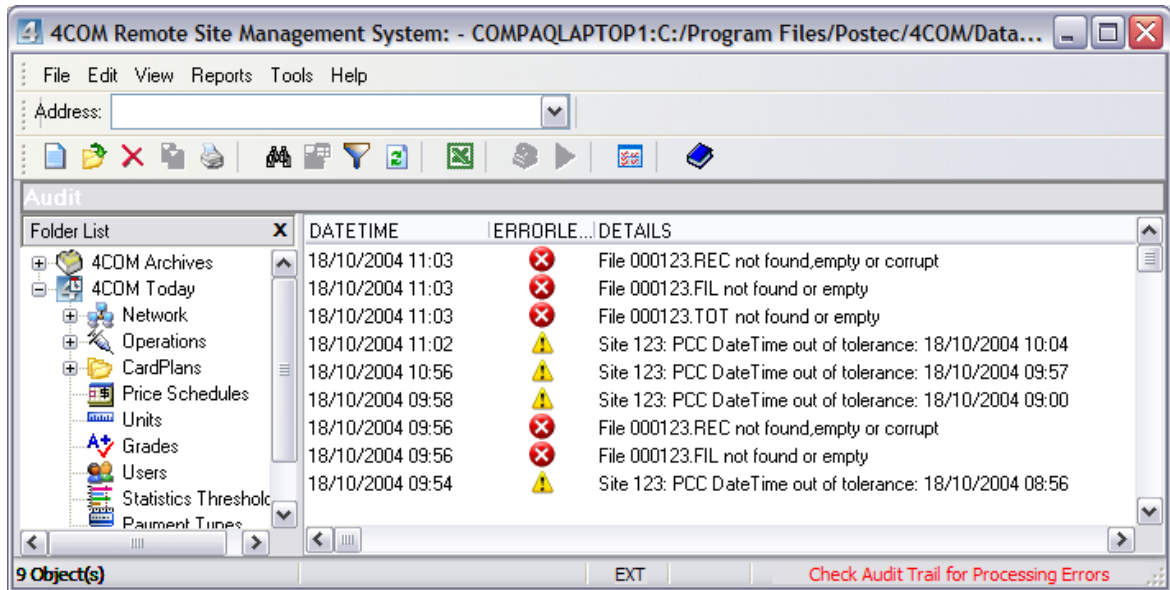 4COM Remote Site Management System: - COMPAQLAPTOP1:C:/Program Files/Postec/4COM/Data...
File Edit View Reports Tools Help
Address:
Audit
Folder List X
4COM Archives
4COM Today
Network
Operations
CardPlans
Price Schedules
Units
Grades
Users
Statistics Threshold
Payment Types
DATETIME ERRORLE... DETAILS
18/10/2004 11:03 File 000123.REC not found,empty or corrupt
18/10/2004 11:03 File 000123.FIL not found or empty
18/10/2004 11:03 File 000123.TOT not found or empty
18/10/2004 11:02 Site 123: PCC DateTime out of tolerance: 18/10/2004 10:04
18/10/2004 10:56 Site 123: PCC DateTime out of tolerance: 18/10/2004 09:57
18/10/2004 09:58 Site 123: PCC DateTime out of tolerance: 18/10/2004 09:00
18/10/2004 09:56 File 000123.REC not found,empty or corrupt
18/10/2004 09:56 File 000123.FIL not found or empty
18/10/2004 09:54 Site 123: PCC DateTime out of tolerance: 18/10/2004 08:56
9 Object(s) EXT Check Audit Trail for Processing Errors